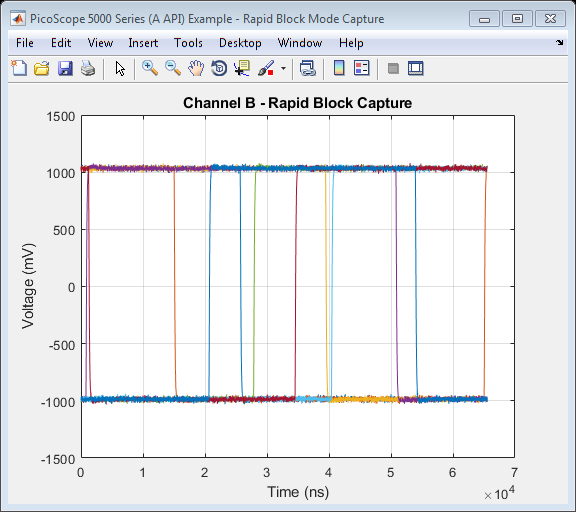 PicoScope 5000 Series (A API) Example - Rapid Block Mode Capture
File Edit View Insert Tools Desktop Window Help
Channel B - Rapid Block Capture
1500
1000
500
0
-500
-1000
-1500
Voltage (mV)
0 1 2 3 4 5 6 7
Time (ns)
×10^4